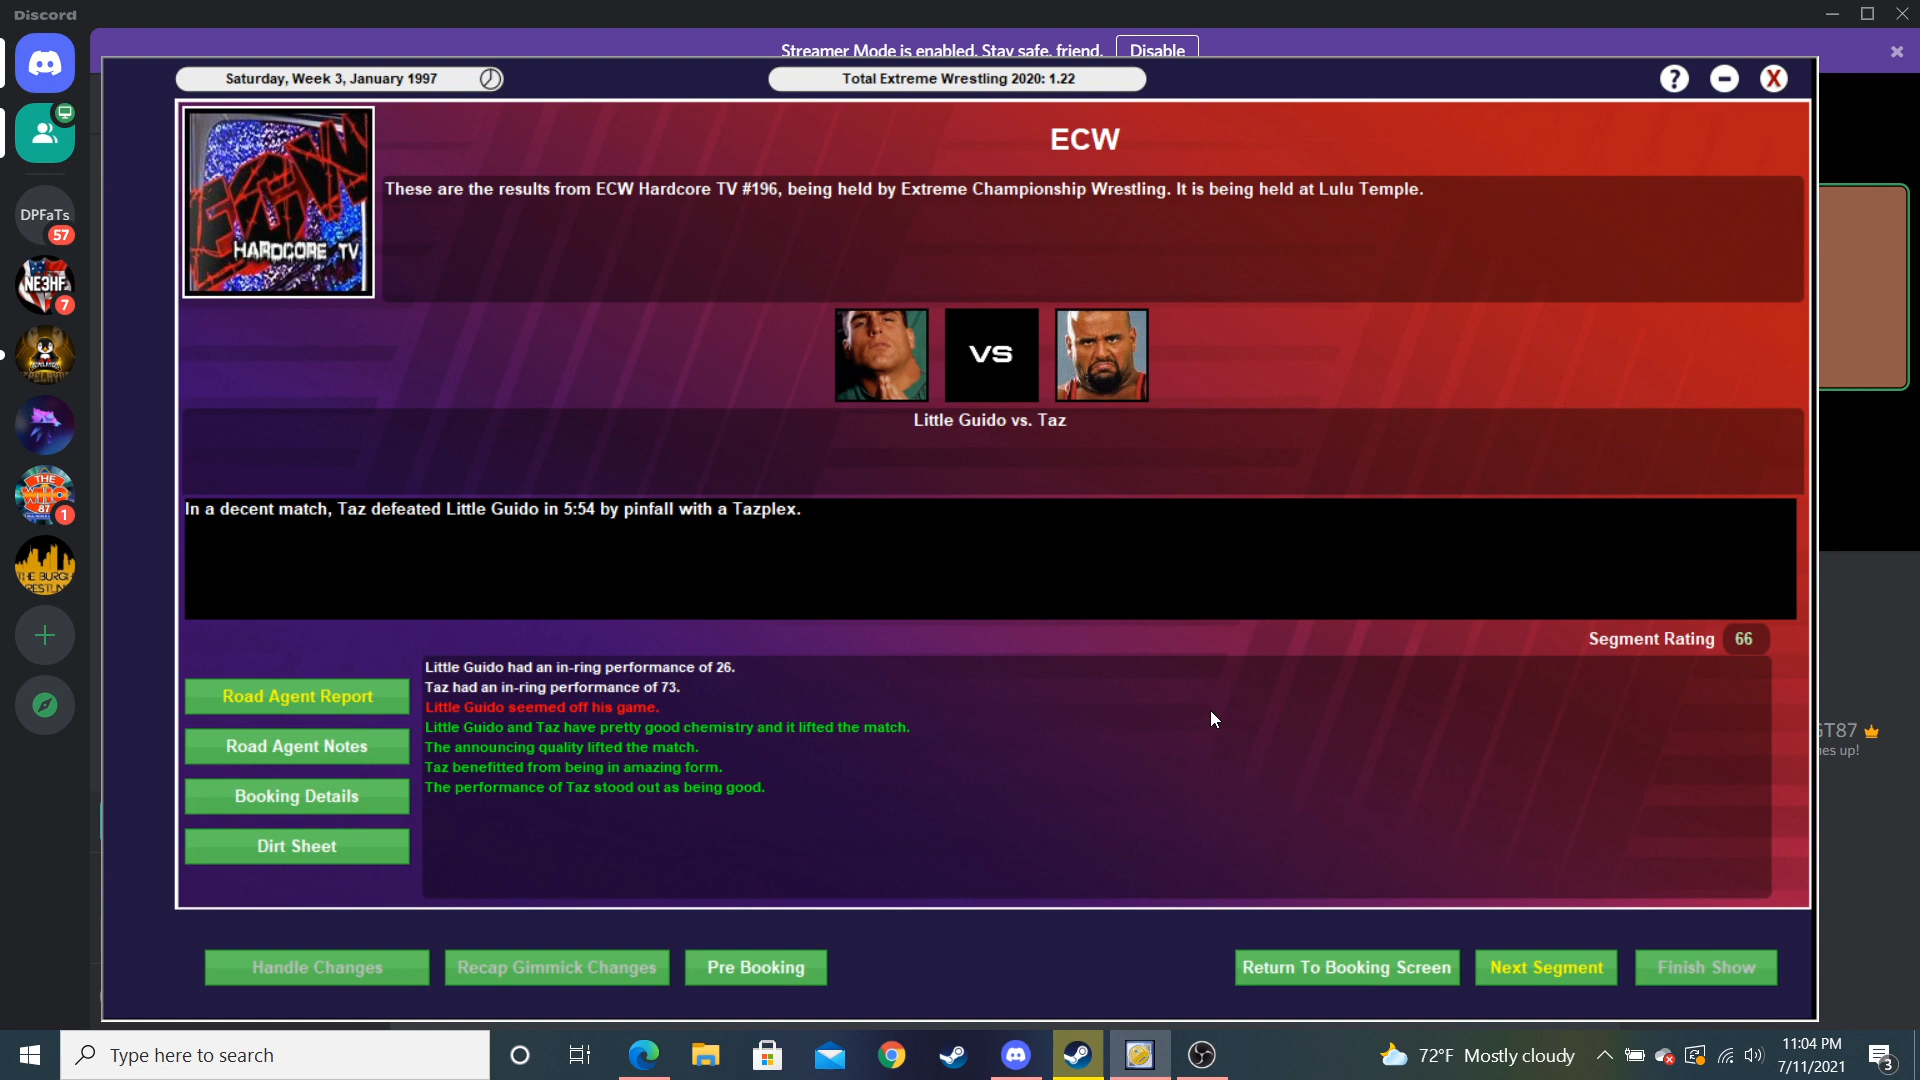 Discord
Streamer Mode is enabled. Stay safe, friend. Disable
Saturday, Week 3, January 1997
Total Extreme Wrestling 2020: 1.22
? - X
ECW
These are the results from ECW Hardcore TV #196, being held by Extreme Championship Wrestling. It is being held at Lulu Temple.
HARDCORE TV
DPFaTs
57
NE3HF
7
VS
Little Guido vs. Taz
THE
WHO
87
1
In a decent match, Taz defeated Little Guido in 5:54 by pinfall with a Tazplex.
Segment Rating 66
Little Guido had an in-ring performance of 26.
Taz had an in-ring performance of 73.
Little Guido seemed off his game.
Little Guido and Taz have pretty good chemistry and it lifted the match.
The announcing quality lifted the match.
Taz benefitted from being in amazing form.
The performance of Taz stood out as being good.
Road Agent Report
Road Agent Notes
Booking Details
Dirt Sheet
GT87
Handle Changes
Recap Gimmick Changes
Pre Booking
Return To Booking Screen
Next Segment
Finish Show
Type here to search
72°F Mostly cloudy
11:04 PM
7/11/2021
3